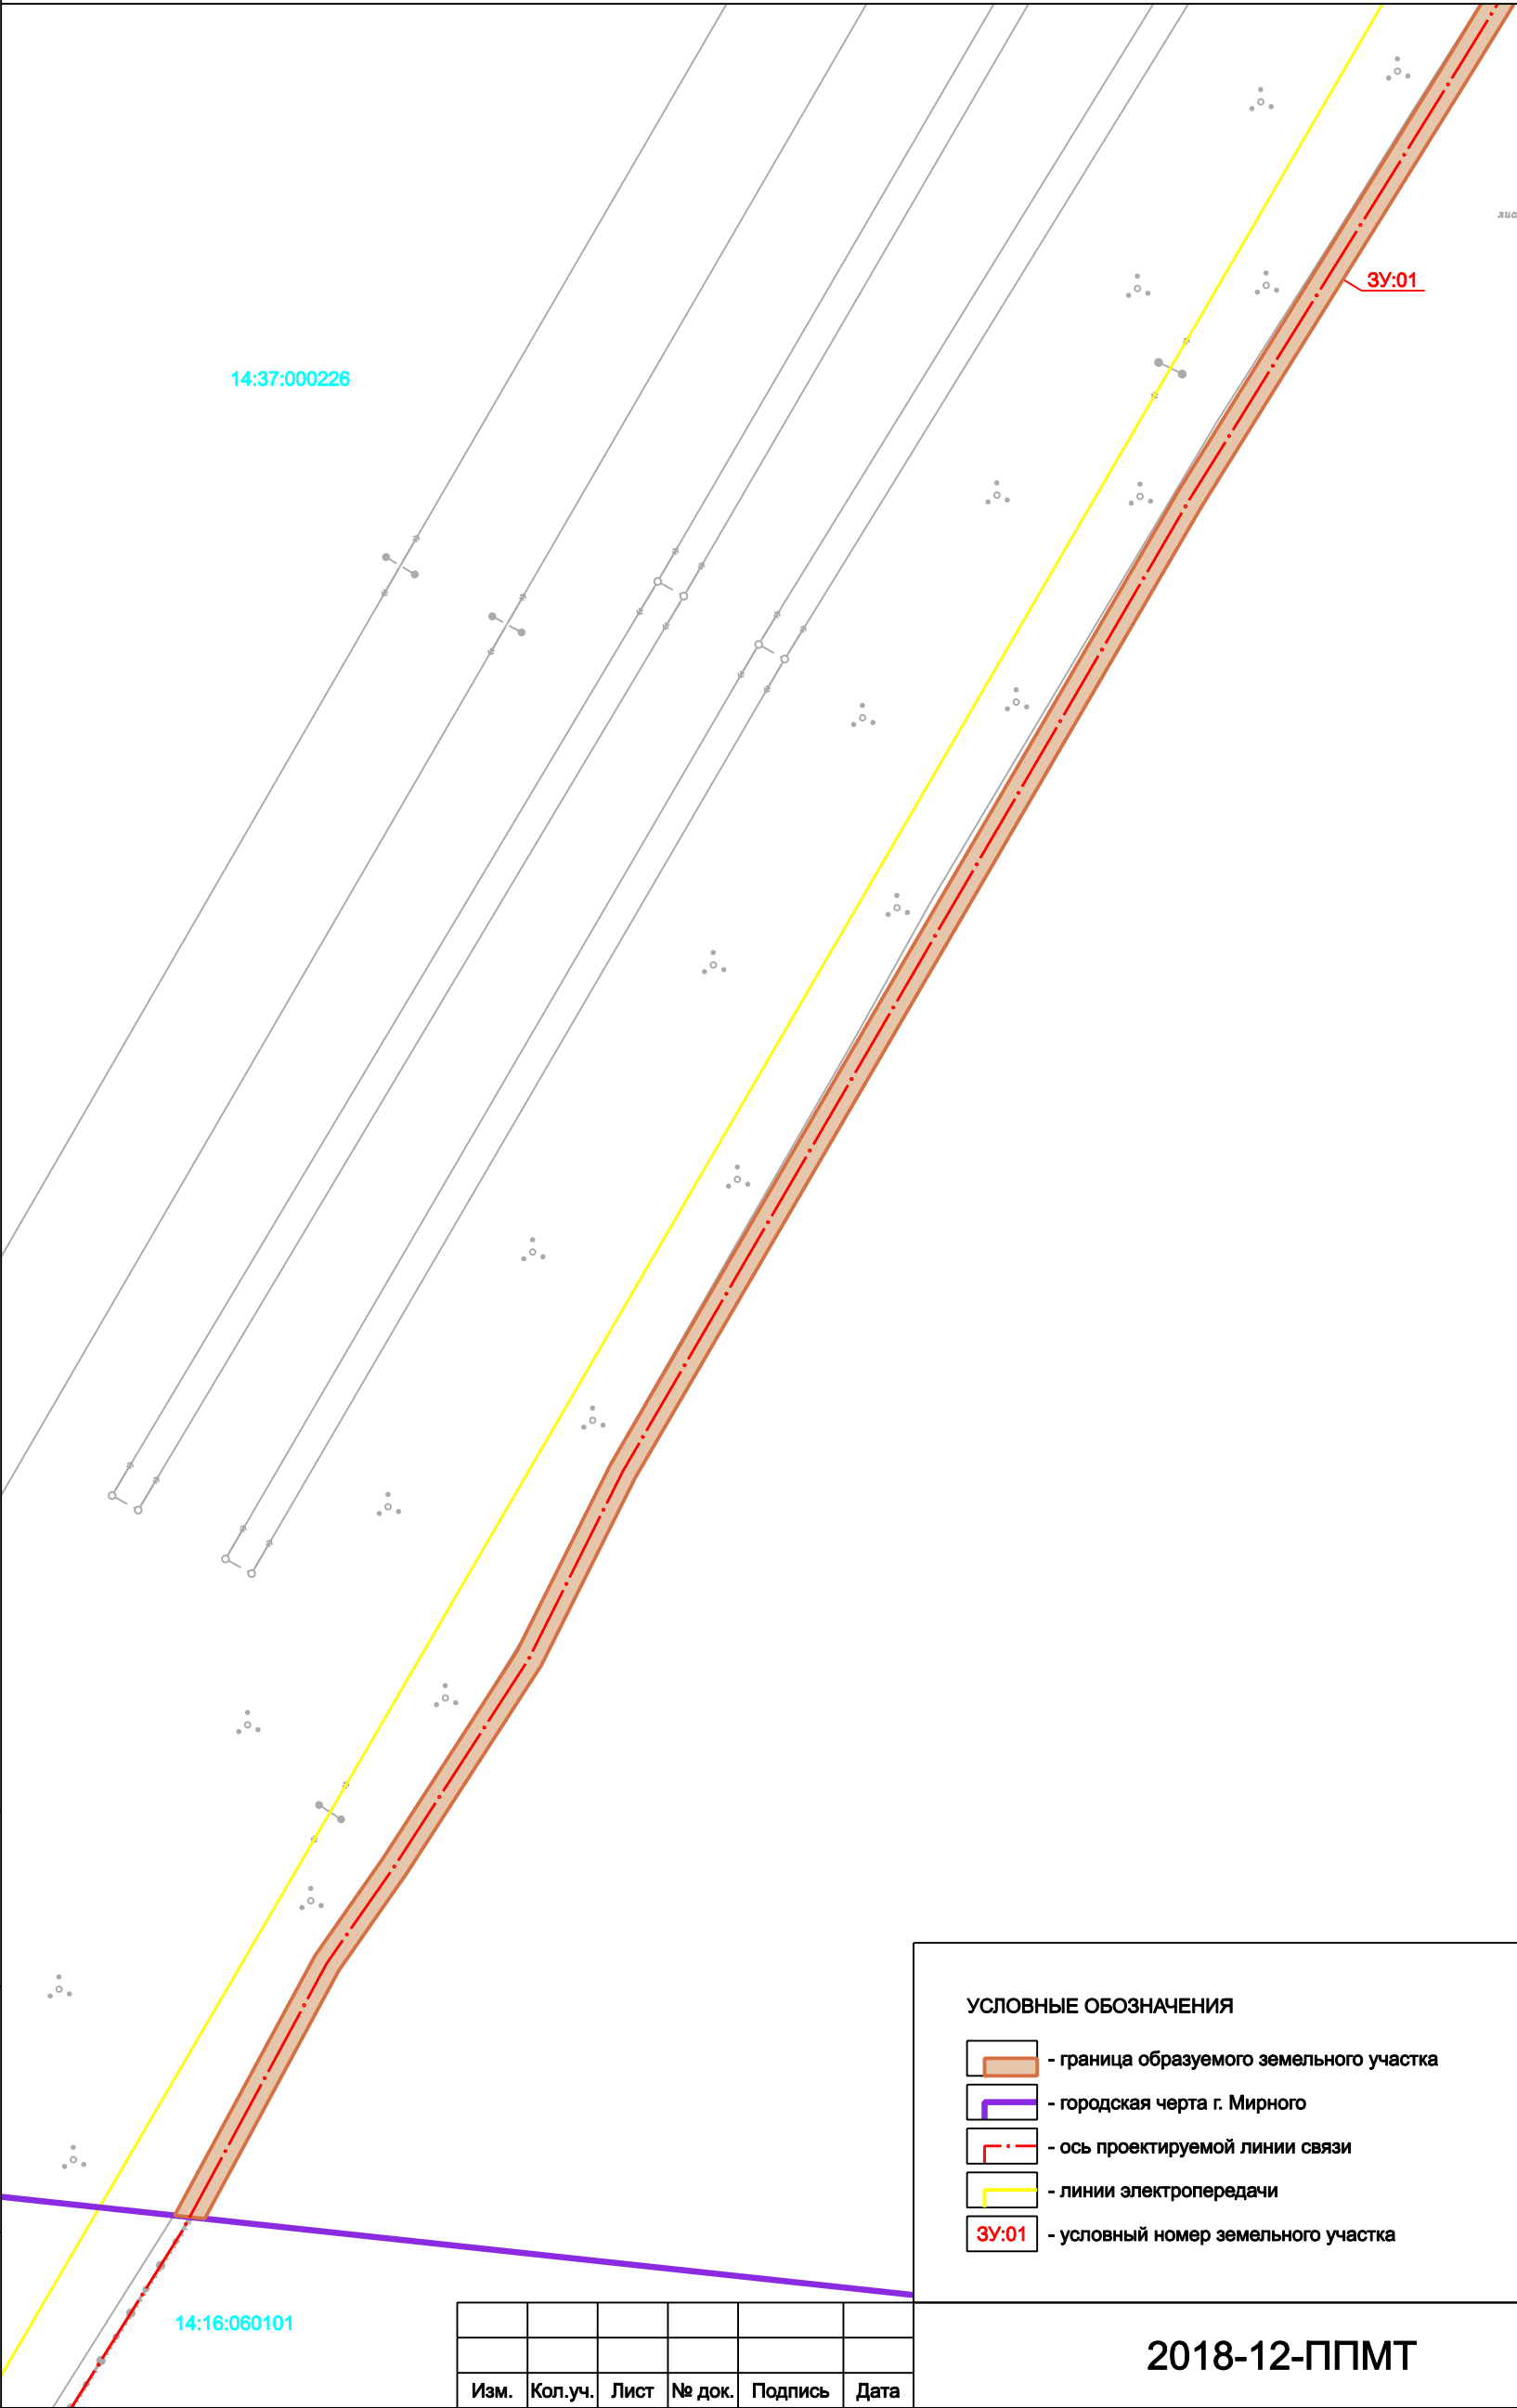 ЗУ:01
14:37:000226
УСЛОВНЫЕ ОБОЗНАЧЕНИЯ
- граница образуемого земельного участка
- городская черта г. Мирного
- ось проектируемой линии связи
- линии электропередачи
ЗУ:01 - условный номер земельного участка
14:16:060101
2018-12-ППМТ
Изм. Кол.уч. Лист № док. Подпись Дата